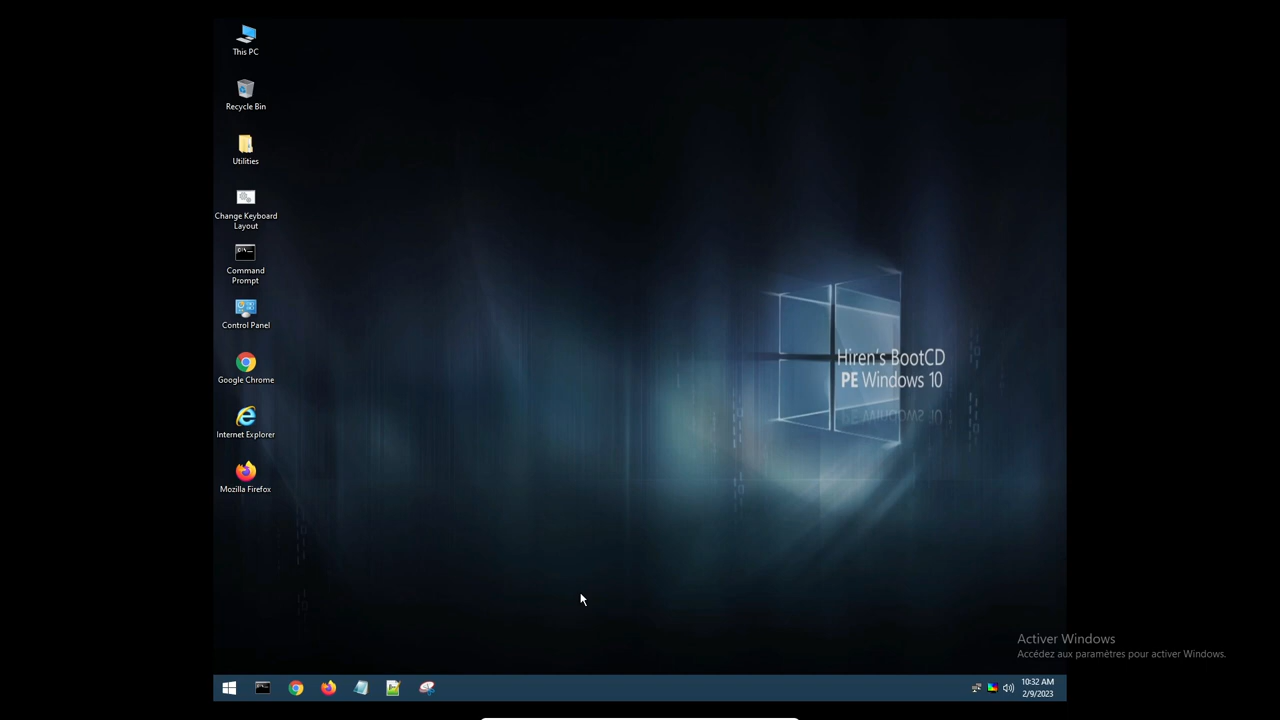 This PC
Recycle Bin
Utilities
Change Keyboard
Layout
Command
Prompt
Control Panel
Google Chrome
Internet Explorer
Mozilla Firefox
Hiren's BootCD
PE Windows 10
Activer Windows
Accédez aux paramètres pour activer Windows.
10:32 AM
2/9/2023